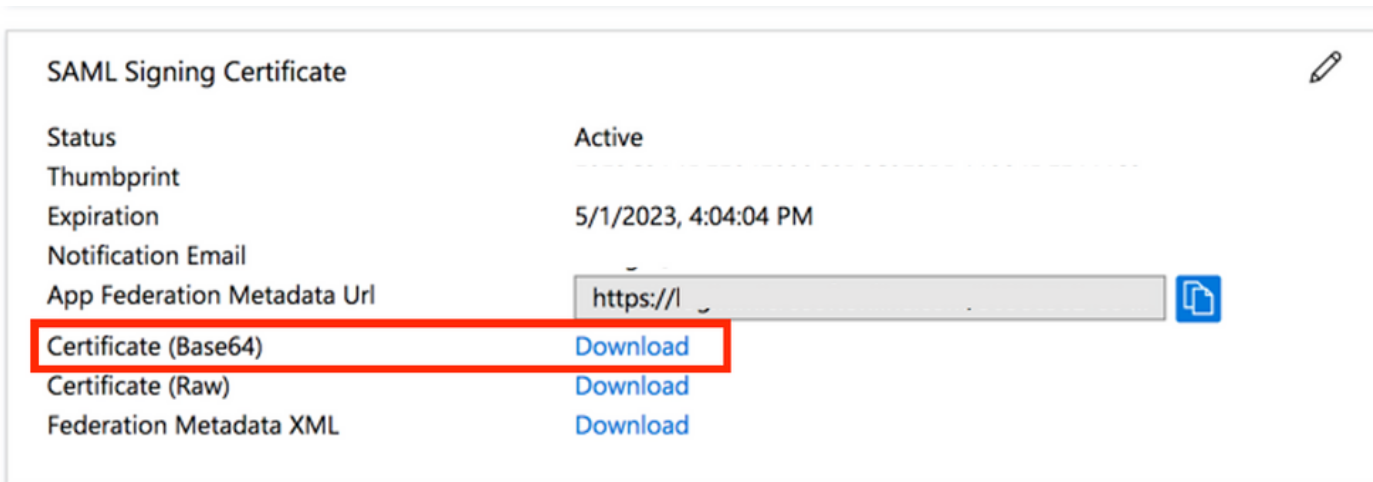 SAML Signing Certificate
Status Active
Thumbprint
Expiration 5/1/2023, 4:04:04 PM
Notification Email
App Federation Metadata Url https://
Certificate (Base64) Download
Certificate (Raw) Download
Federation Metadata XML Download